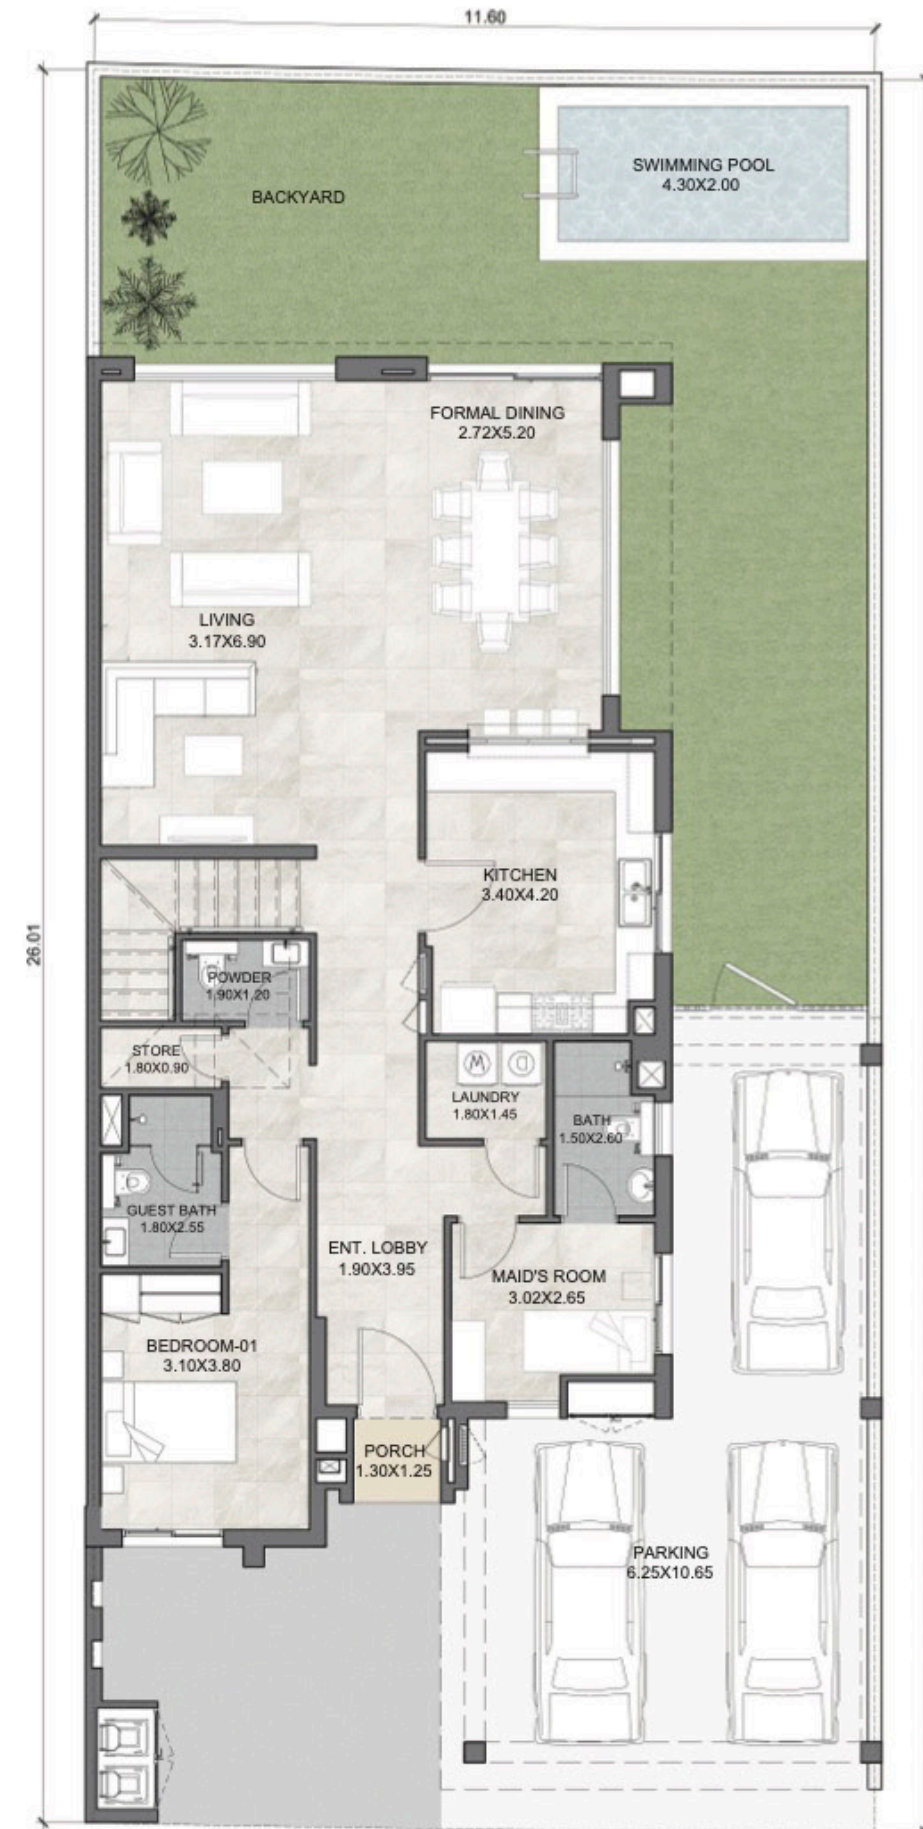 11.60
SWIMMING POOL
4.30X2.00
BACKYARD
FORMAL DINING
2.72X5.20
LIVING
3.17X6.90
KITCHEN
3.40X4.20
26.01
POWDER
1.90X1.20
STORE
1.80X0.90
W
D
LAUNDRY
1.80X1.45
BATH
1.50X2.60
GUEST BATH
1.80X2.55
ENT. LOBBY
1.90X3.95
MAID'S ROOM
3.02X2.65
BEDROOM-01
3.10X3.80
PORCH
1.30X1.25
PARKING
6.25X10.65